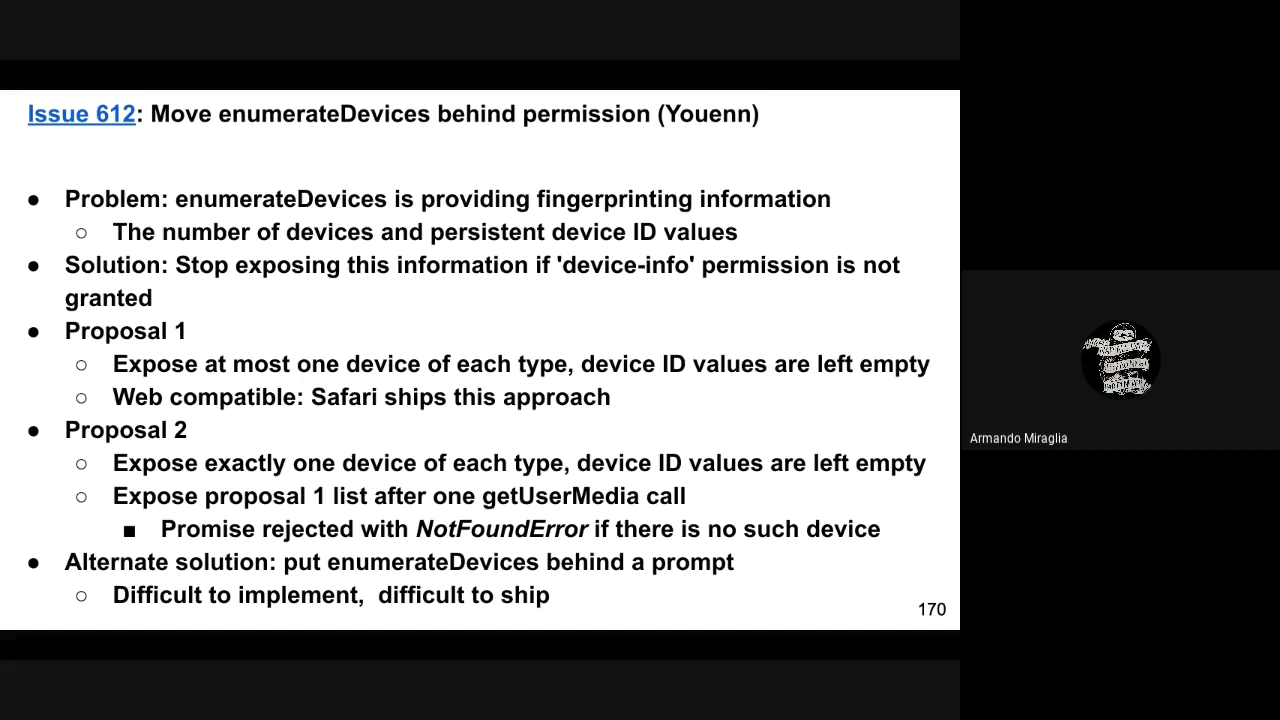 Issue 612: Move enumerateDevices behind permission (Youenn)
● Problem: enumerateDevices is providing fingerprinting information
○ The number of devices and persistent device ID values
● Solution: Stop exposing this information if 'device-info' permission is not
granted
● Proposal 1
○ Expose at most one device of each type, device ID values are left empty
○ Web compatible: Safari ships this approach
● Proposal 2
○ Expose exactly one device of each type, device ID values are left empty
○ Expose proposal 1 list after one getUserMedia call
■ Promise rejected with NotFoundError if there is no such device
● Alternate solution: put enumerateDevices behind a prompt
○ Difficult to implement,  difficult to ship
170
Armando Miraglia